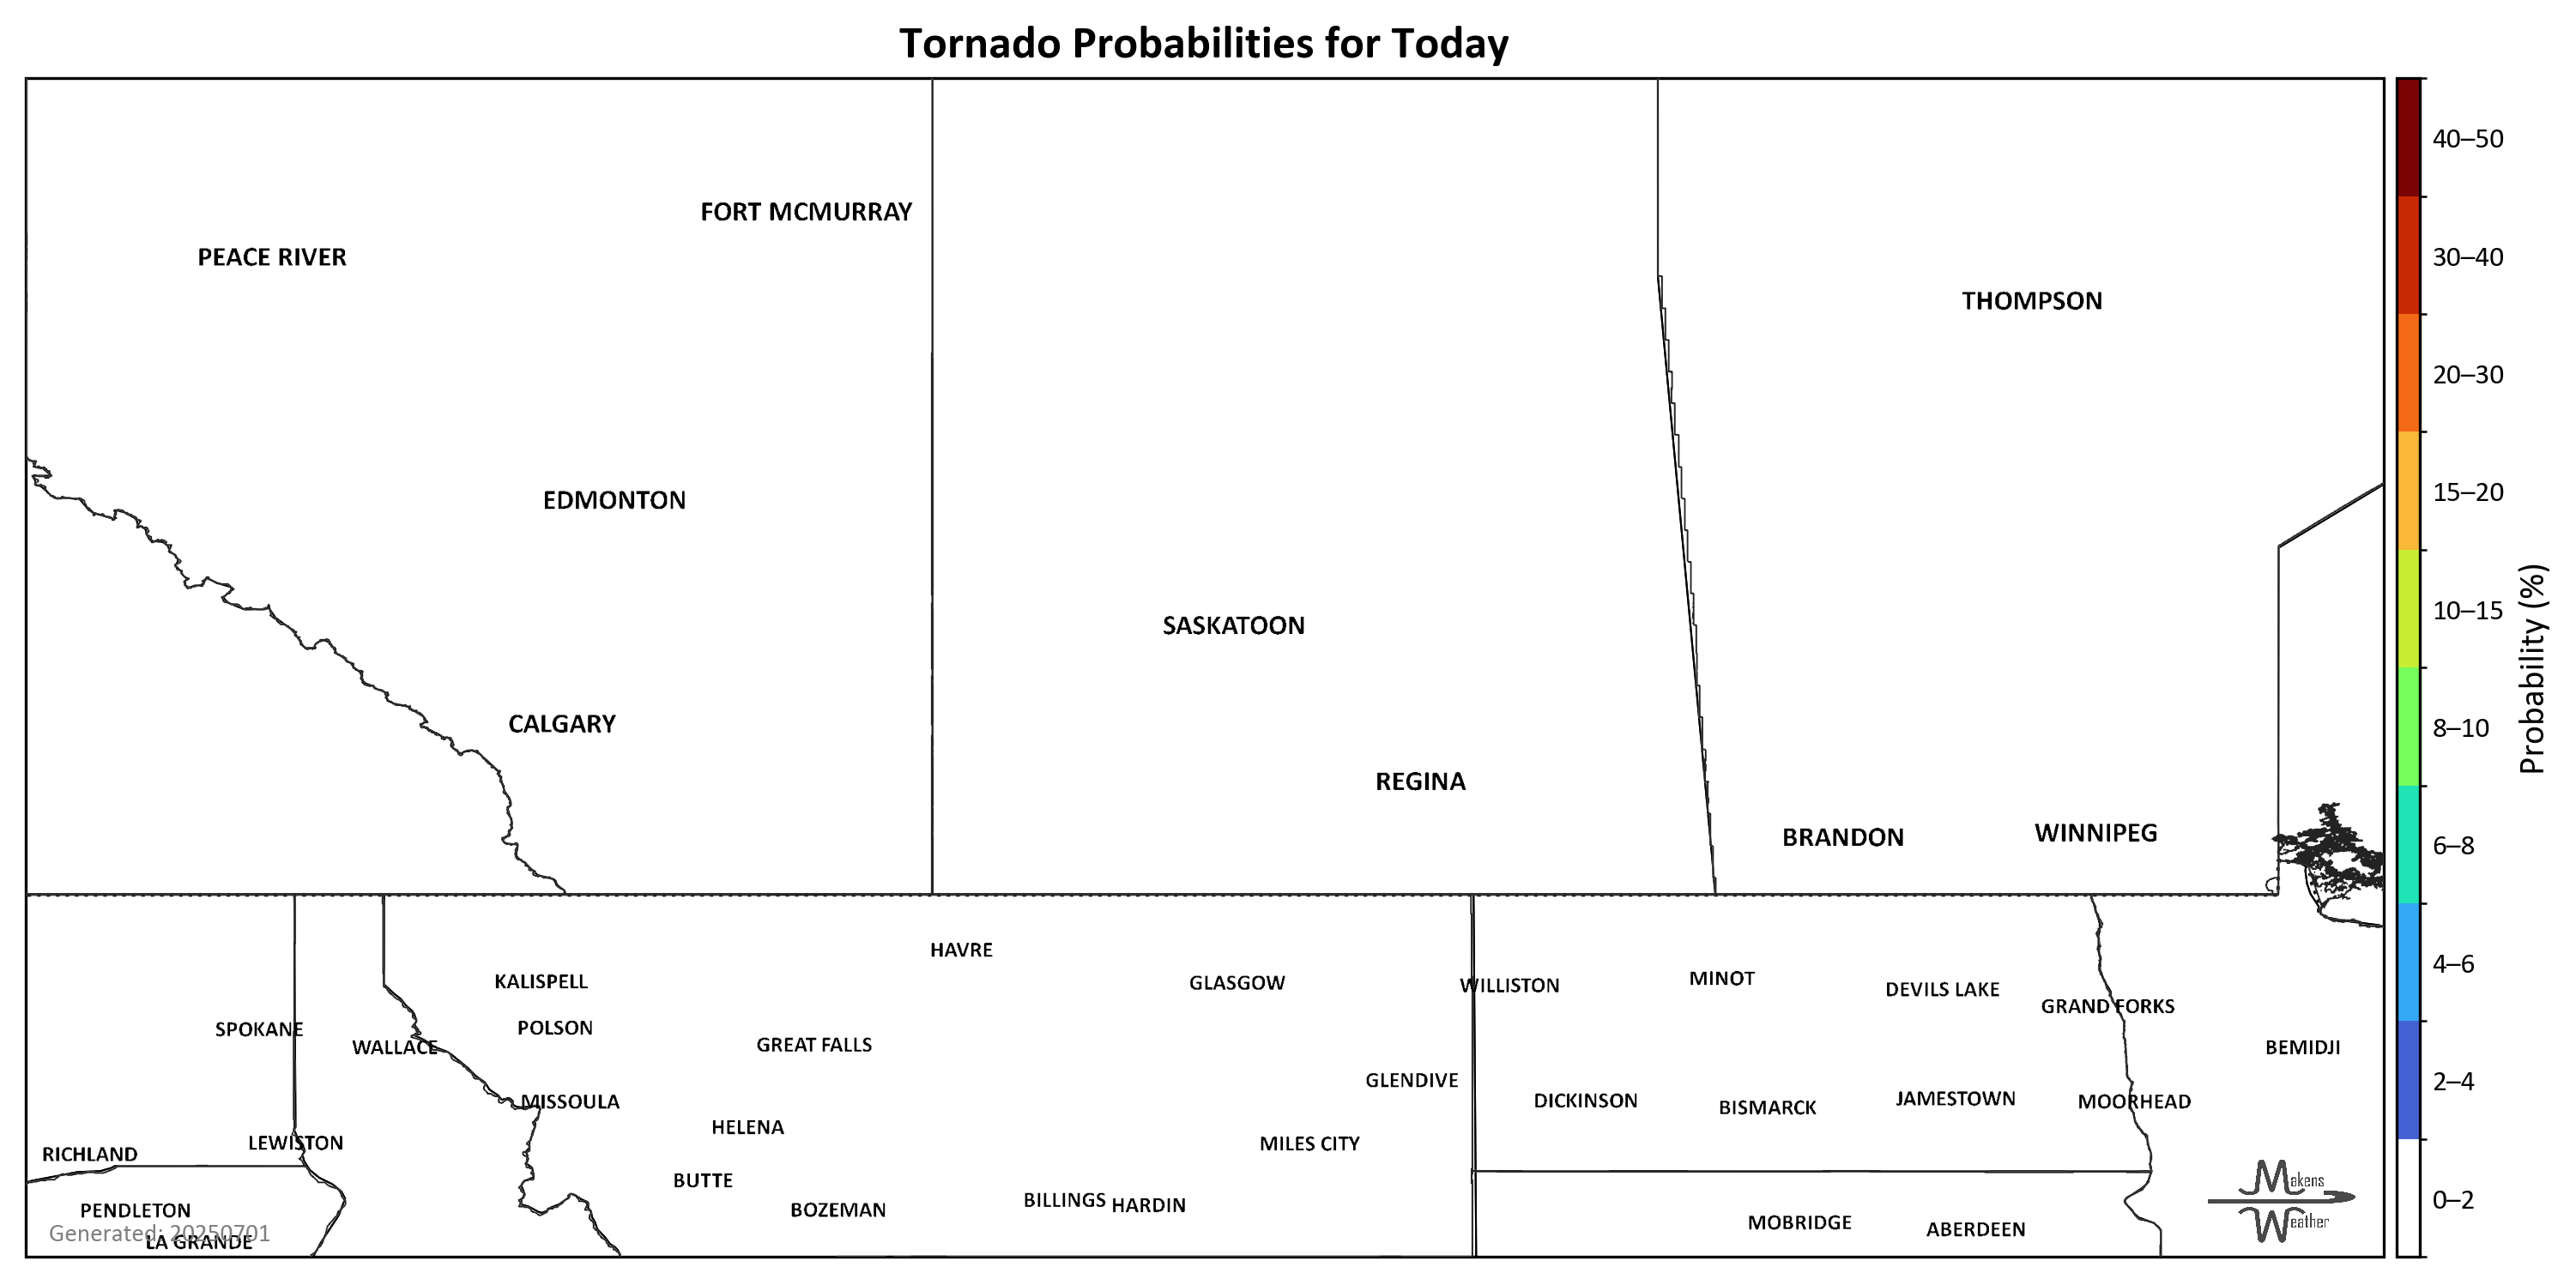 Tornado Probabilities for Today
40–50
FORT MCMURRAY
PEACE RIVER
30–40
THOMPSON
20–30
EDMONTON
15–20
SASKATOON
10–15
Probability (%)
CALGARY
8–10
REGINA
BRANDON
WINNIPEG
6–8
HAVRE
KALISPELL
GLASGOW
WILLISTON
MINOT
DEVILS LAKE
4–6
GRAND FORKS
SPOKANE
POLSON
WALLACE
GREAT FALLS
BEMIDJI
GLENDIVE
2–4
MISSOULA
DICKINSON
BISMARCK
JAMESTOWN
MOORHEAD
HELENA
LEWISTON
MILES CITY
RICHLAND
BUTTE
Makens
Weather
BILLINGS
HARDIN
0–2
PENDLETON
BOZEMAN
MOBRIDGE
ABERDEEN
Generated: 20250701
LA GRANDE